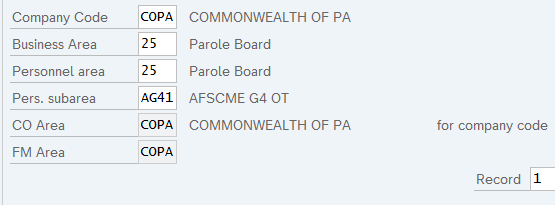 Company Code COPA COMMONWEALTH OF PA
Business Area 25 Parole Board
Personnel area 25 Parole Board
Pers. subarea AG41 AFSCME G4 OT
CO Area COPA COMMONWEALTH OF PA for company code
FM Area COPA
Record 1